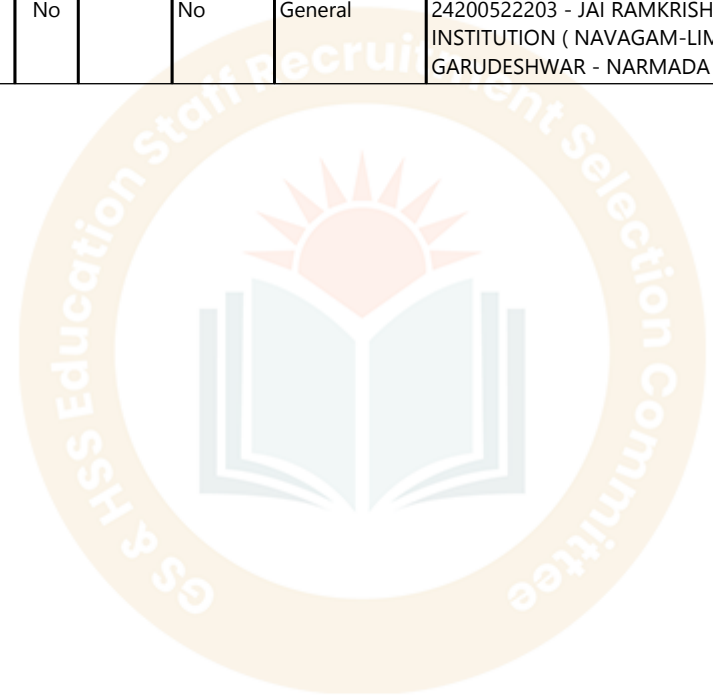 No No General 24200522203 - JAI RAMKRISH
INSTITUTION ( NAVAGAM-LIM
GARUDESHWAR - NARMADA
GS & HSS Education Staff Recruitment Selection Committee